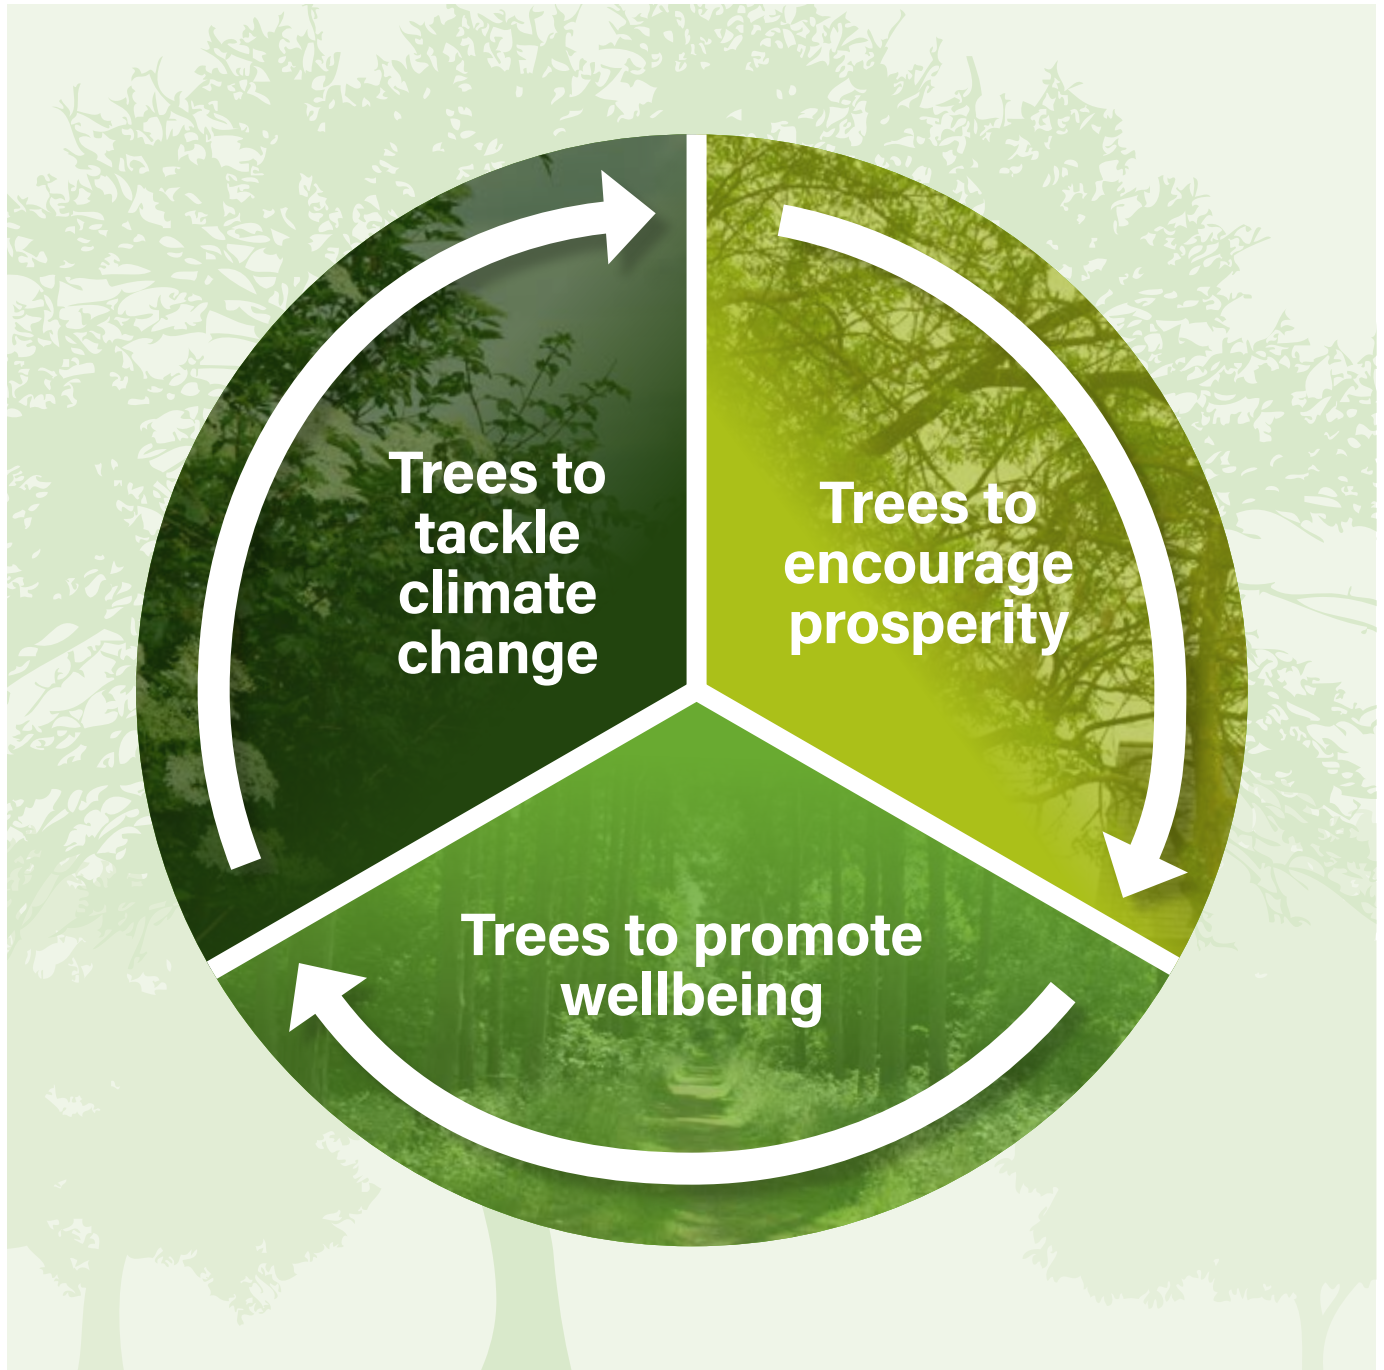 Trees to
tackle
climate
change
Trees to
encourage
prosperity
Trees to promote
wellbeing